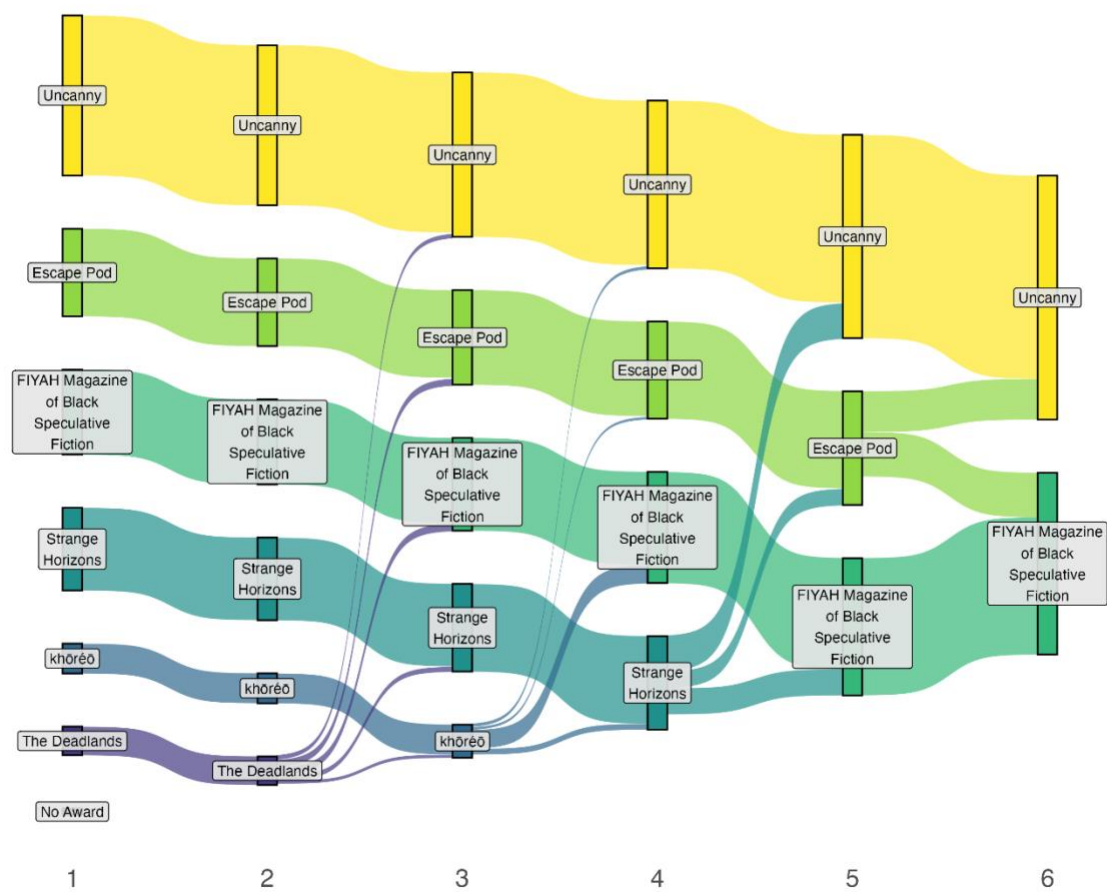 Uncanny
Uncanny
Uncanny
Uncanny
Uncanny
Uncanny
Escape Pod
Escape Pod
Escape Pod
Escape Pod
Escape Pod
FIYAH Magazine
of Black
Speculative
Fiction
FIYAH Magazine
of Black
Speculative
Fiction
FIYAH Magazine
of Black
Speculative
Fiction
FIYAH Magazine
of Black
Speculative
Fiction
FIYAH Magazine
of Black
Speculative
Fiction
FIYAH Magazine
of Black
Speculative
Fiction
Strange
Horizons
Strange
Horizons
Strange
Horizons
Strange
Horizons
khōréō
khōréō
khōréō
The Deadlands
The Deadlands
No Award
1 2 3 4 5 6